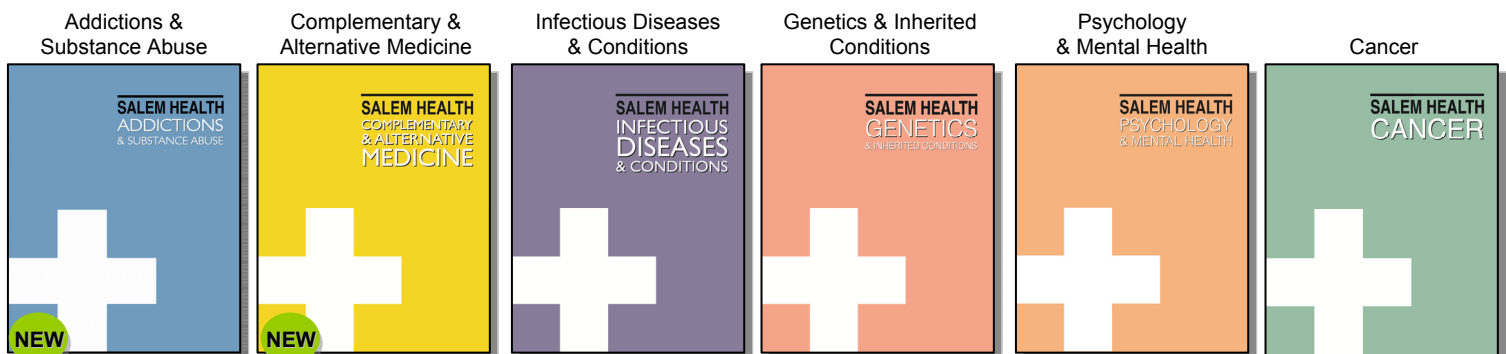 Addictions &
Substance Abuse
Complementary &
Alternative Medicine
Infectious Diseases
& Conditions
Genetics & Inherited
Conditions
Psychology
& Mental Health
Cancer
SALEM HEALTH
ADDICTIONS
& SUBSTANCE ABUSE
NEW
SALEM HEALTH
COMPLEMENTARY
& ALTERNATIVE
MEDICINE
NEW
SALEM HEALTH
INFECTIOUS
DISEASES
& CONDITIONS
SALEM HEALTH
GENETICS
& INHERITED CONDITIONS
SALEM HEALTH
PSYCHOLOGY
& MENTAL HEALTH
SALEM HEALTH
CANCER